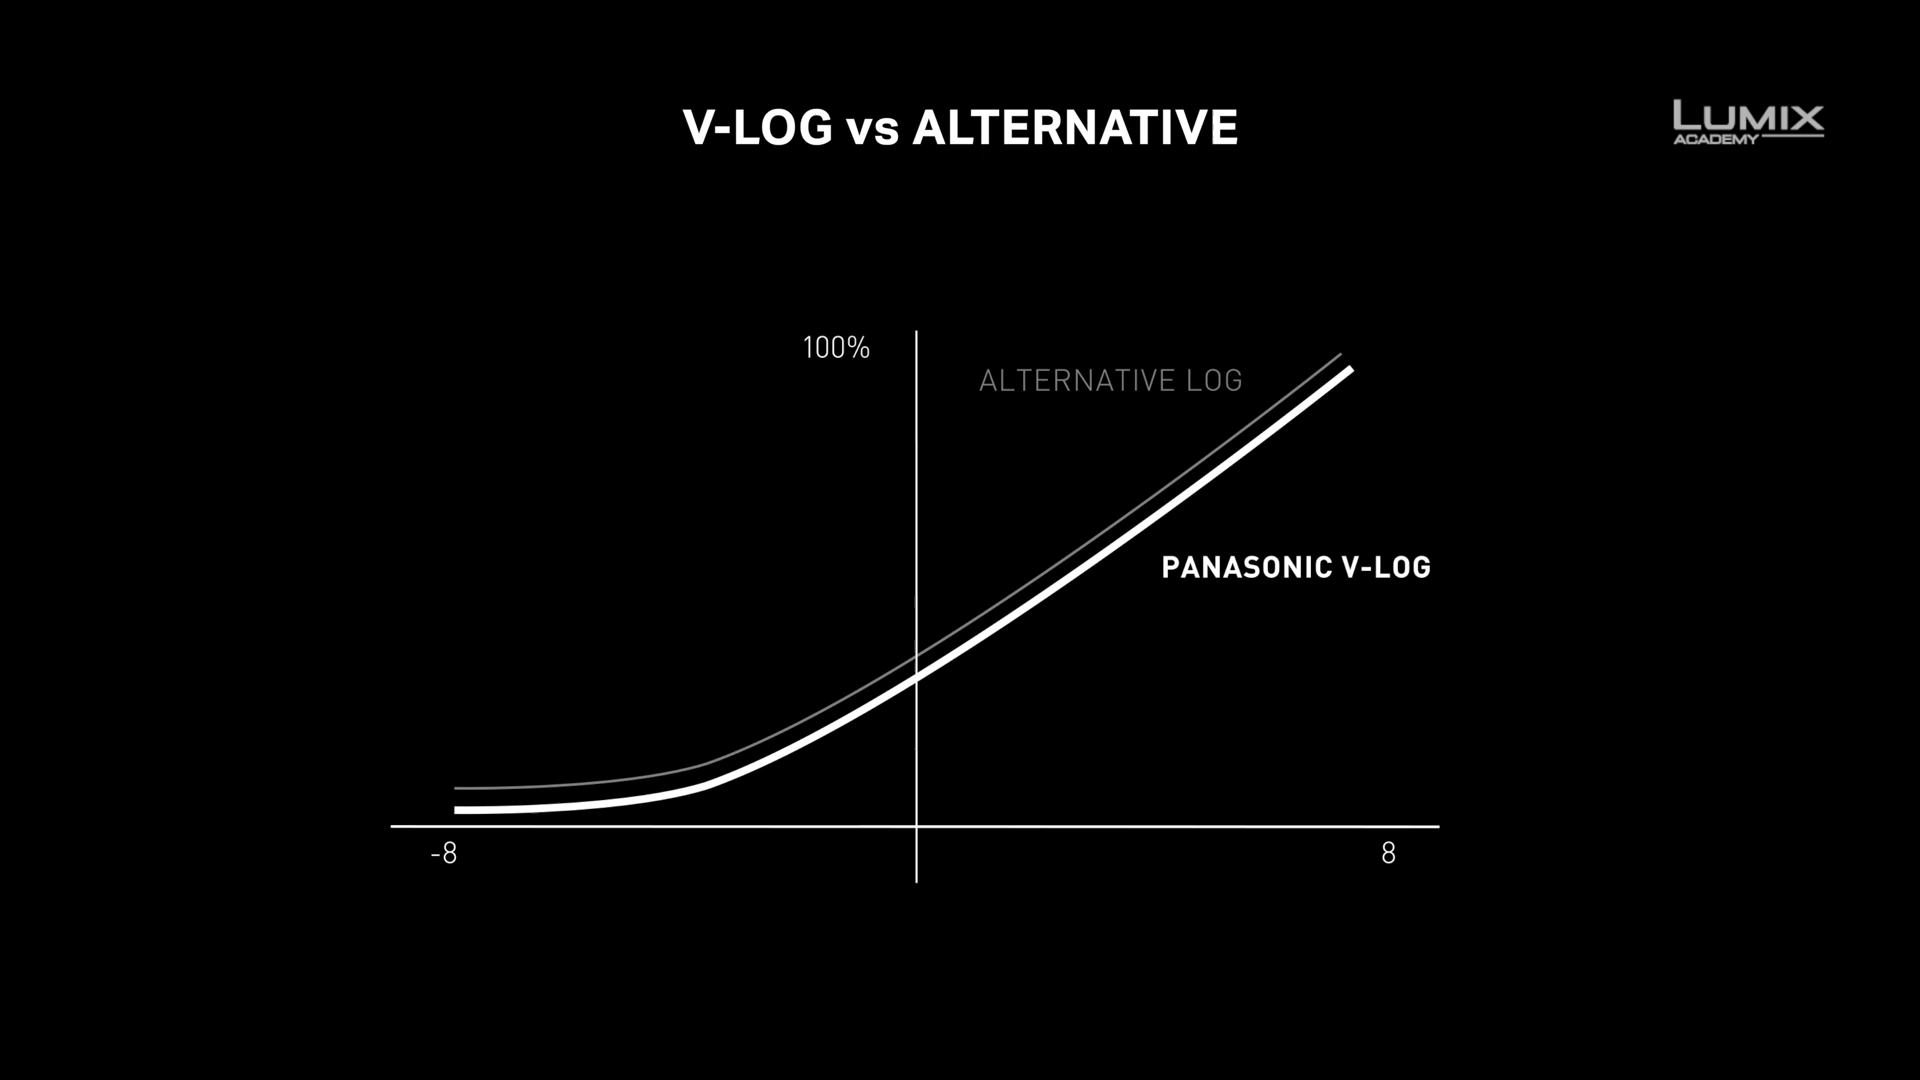 V-LOG vs ALTERNATIVE
LUMIX
ACADEMY
100%
ALTERNATIVE LOG
PANASONIC V-LOG
-8
8